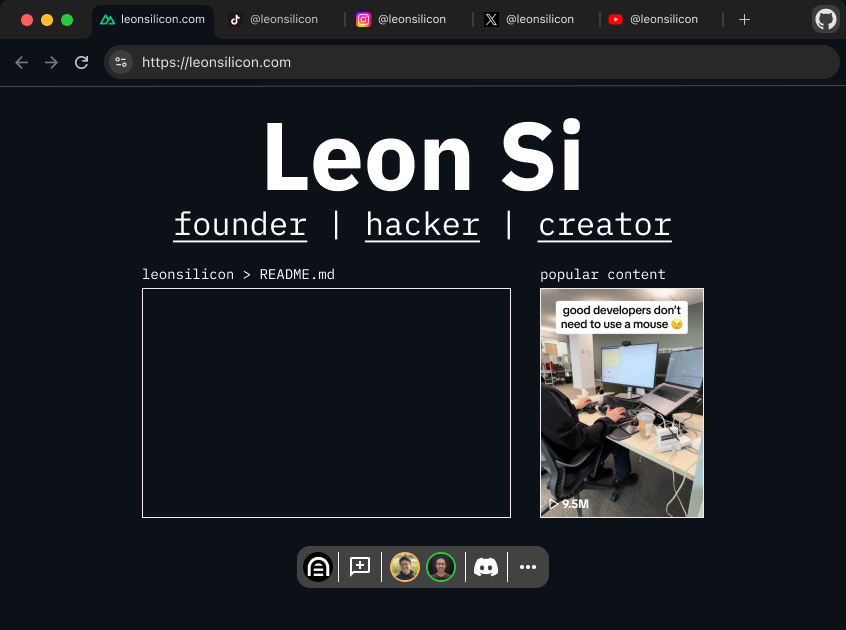 leonsilicon.com
@leonsilicon
@leonsilicon
@leonsilicon
@leonsilicon
https://leonsilicon.com
Leon Si
founder | hacker | creator
leonsilicon > README.md
popular content
good developers don't
need to use a mouse 😉
9.5M